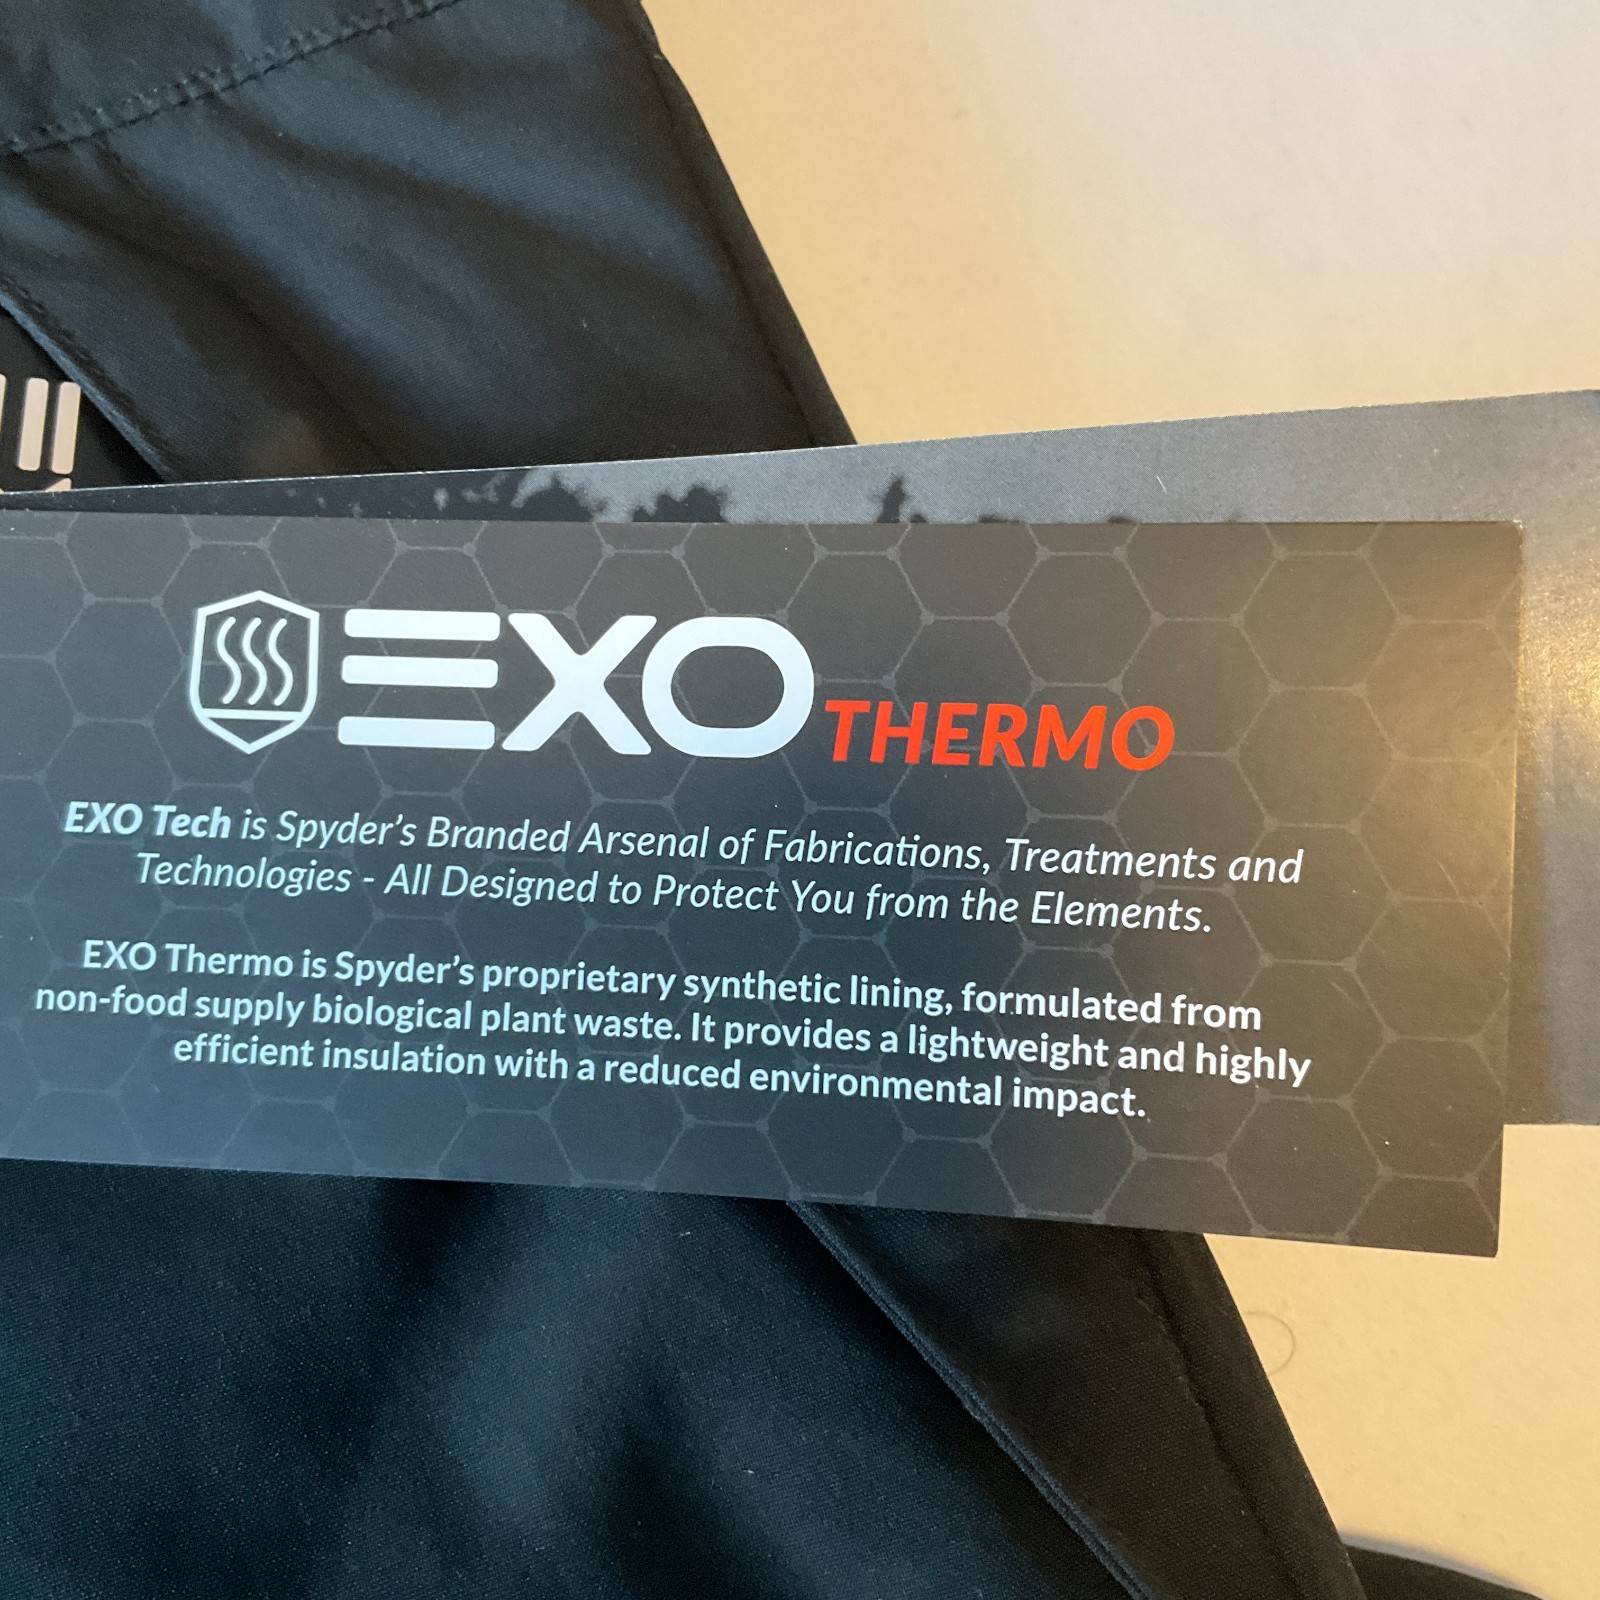 EXO THERMO
EXO Tech is Spyder's Branded Arsenal of Fabrications, Treatments and
Technologies - All Designed to Protect You from the Elements.
EXO Thermo is Spyder's proprietary synthetic lining, formulated from
non-food supply biological plant waste. It provides a lightweight and highly
efficient insulation with a reduced environmental impact.